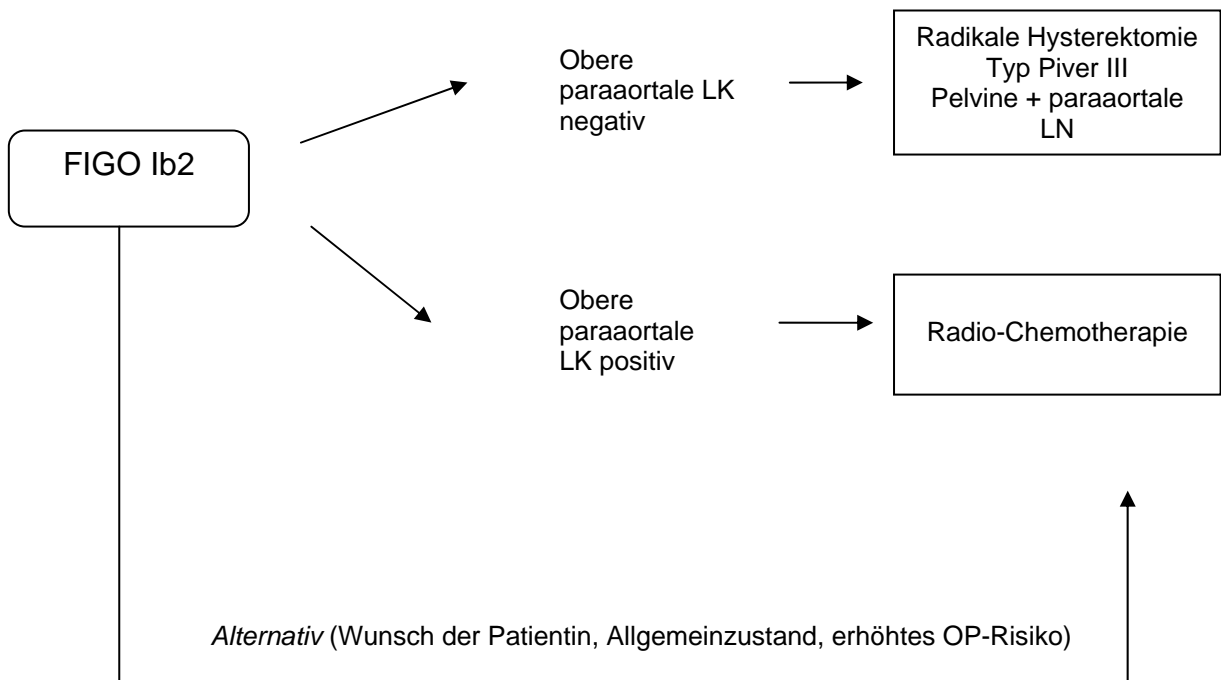 FIGO Ib2
Obere
paraaortale LK
negativ
Radikale Hysterektomie
Typ Piver III
Pelvine + paraaortale
LN
Obere
paraaortale
LK positiv
Radio-Chemotherapie
Alternativ (Wunsch der Patientin, Allgemeinzustand, erhöhtes OP-Risiko)